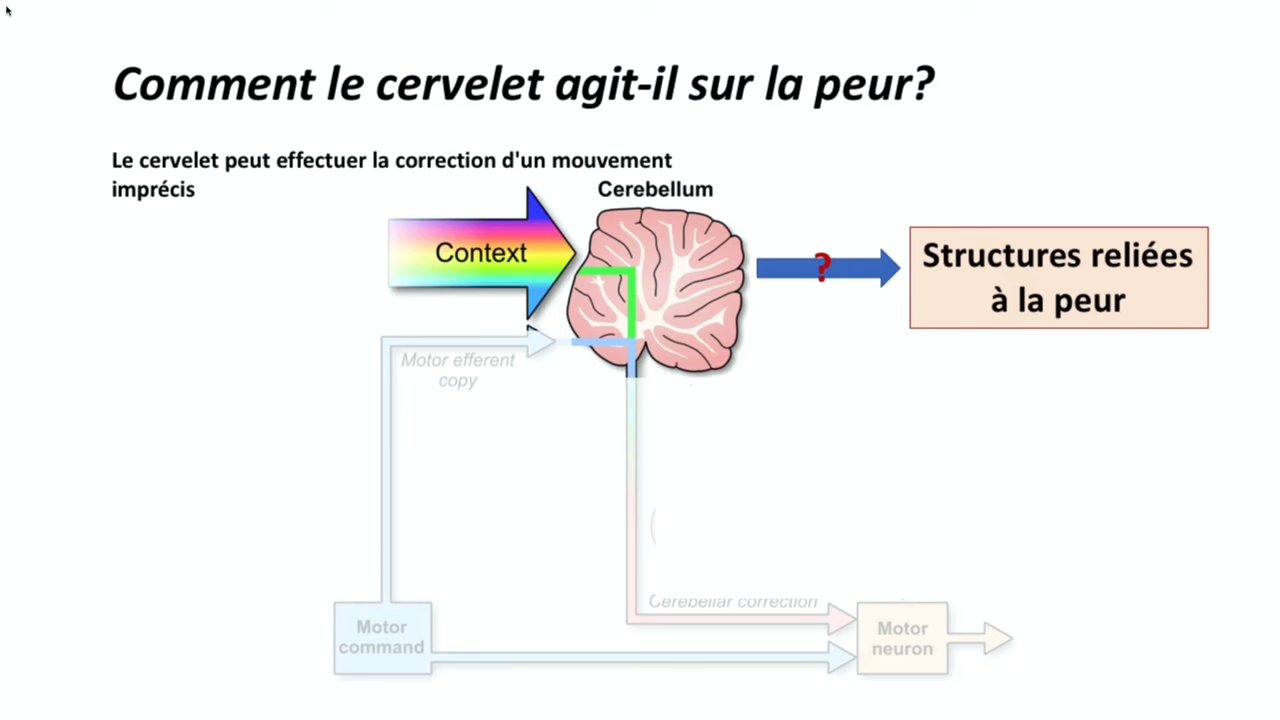 Comment le cervelet agit-il sur la peur?
Le cervelet peut effectuer la correction d'un mouvement
imprécis
Cerebellum
Context
?
Structures reliées
à la peur
Motor efferent
copy
Cerebellar correction
Motor
command
Motor
neuron